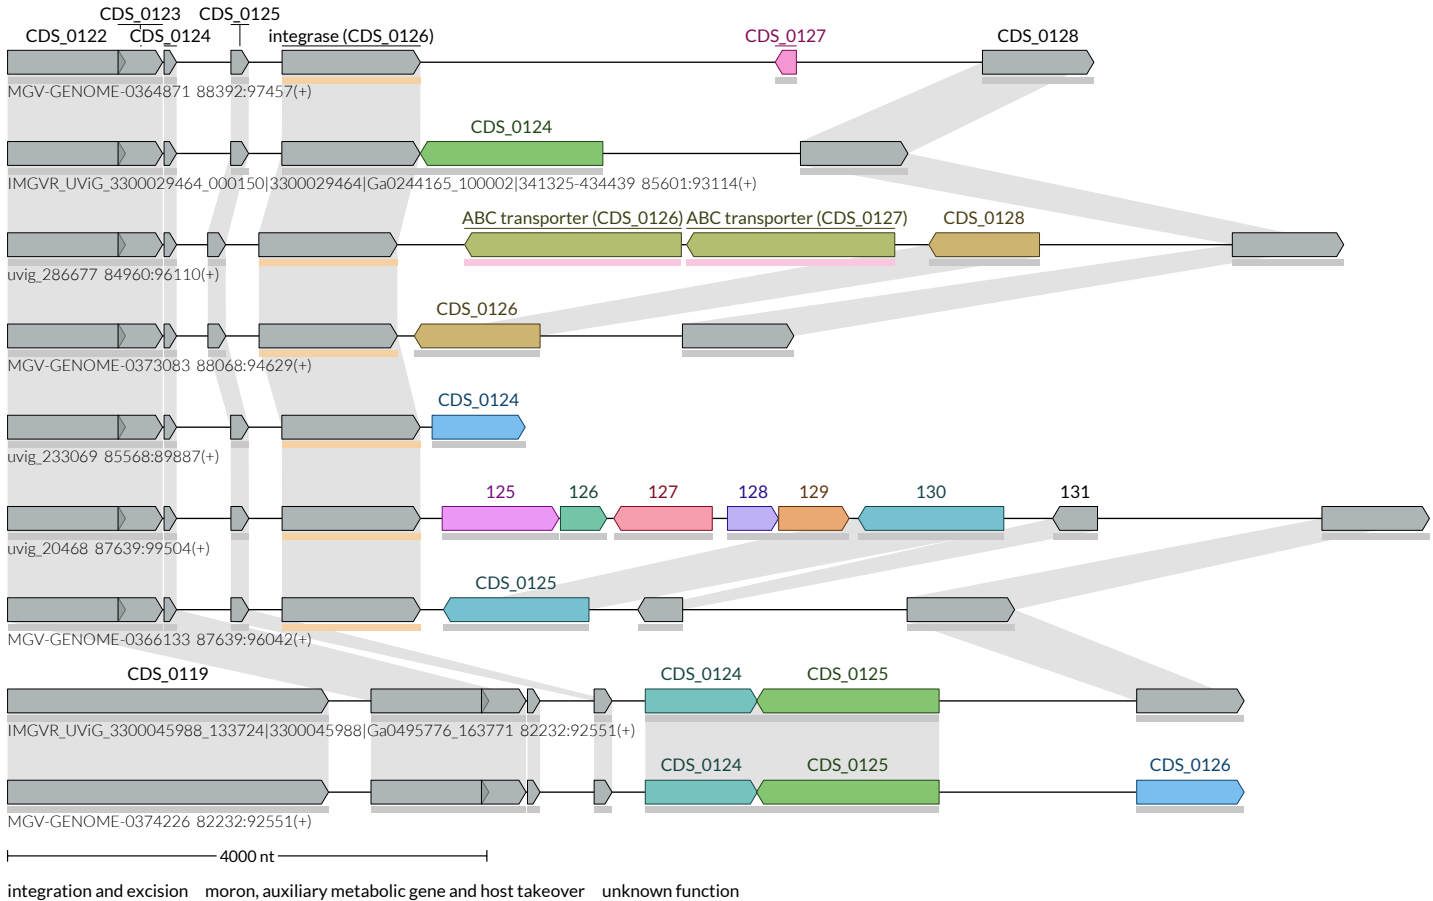 CDS_0123 CDS_0125
CDS_0122 CDS_0124 integrase (CDS_0126) CDS_0127 CDS_0128
MGV-GENOME-0364871 88392:97457(+)
CDS_0124
IMGVR_UViG_3300029464_000150|3300029464|Ga0244165_100002|341325-434439 85601:93114(+)
ABC transporter (CDS_0126) ABC transporter (CDS_0127) CDS_0128
uvig_286677 84960:96110(+)
CDS_0126
MGV-GENOME-0373083 88068:94629(+)
CDS_0124
uvig_233069 85568:89887(+)
125 126 127 128 129 130 131
uvig_20468 87639:99504(+)
CDS_0125
MGV-GENOME-0366133 87639:96042(+)
CDS_0119 CDS_0124 CDS_0125
IMGVR_UViG_3300045988_133724|3300045988|Ga0495776_163771 82232:92551(+)
CDS_0124 CDS_0125 CDS_0126
MGV-GENOME-0374226 82232:92551(+)
4000 nt
integration and excision moron, auxiliary metabolic gene and host takeover unknown function